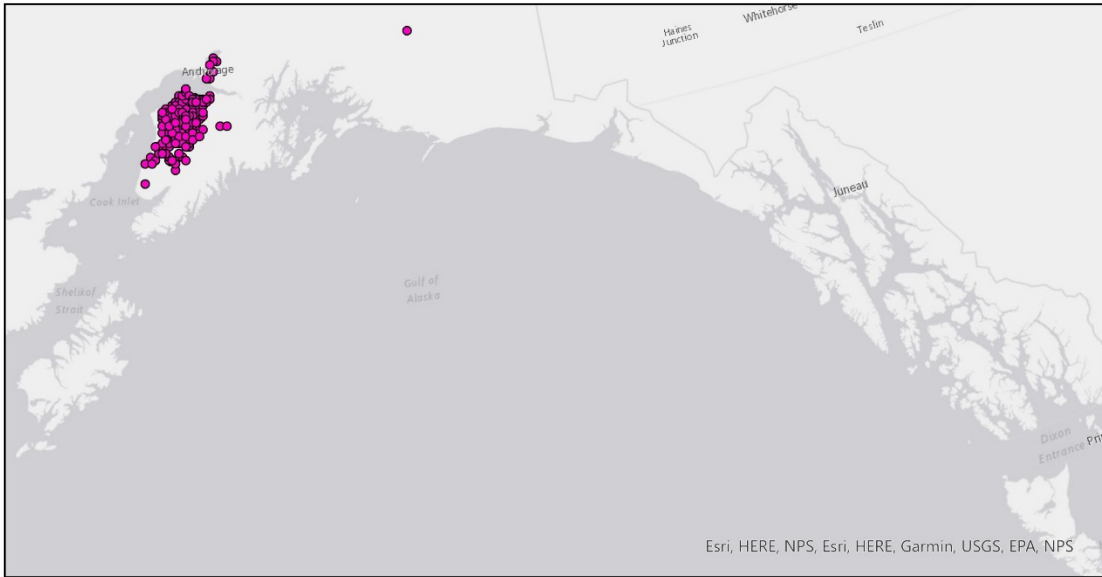 Whitehorse
Haines
Junction
Teslin
Cook Inlet
Juneau
Shelikof
Strait
Gulf of
Alaska
Dixon
Entrance
Esri, HERE, NPS, Esri, HERE, Garmin, USGS, EPA, NPS